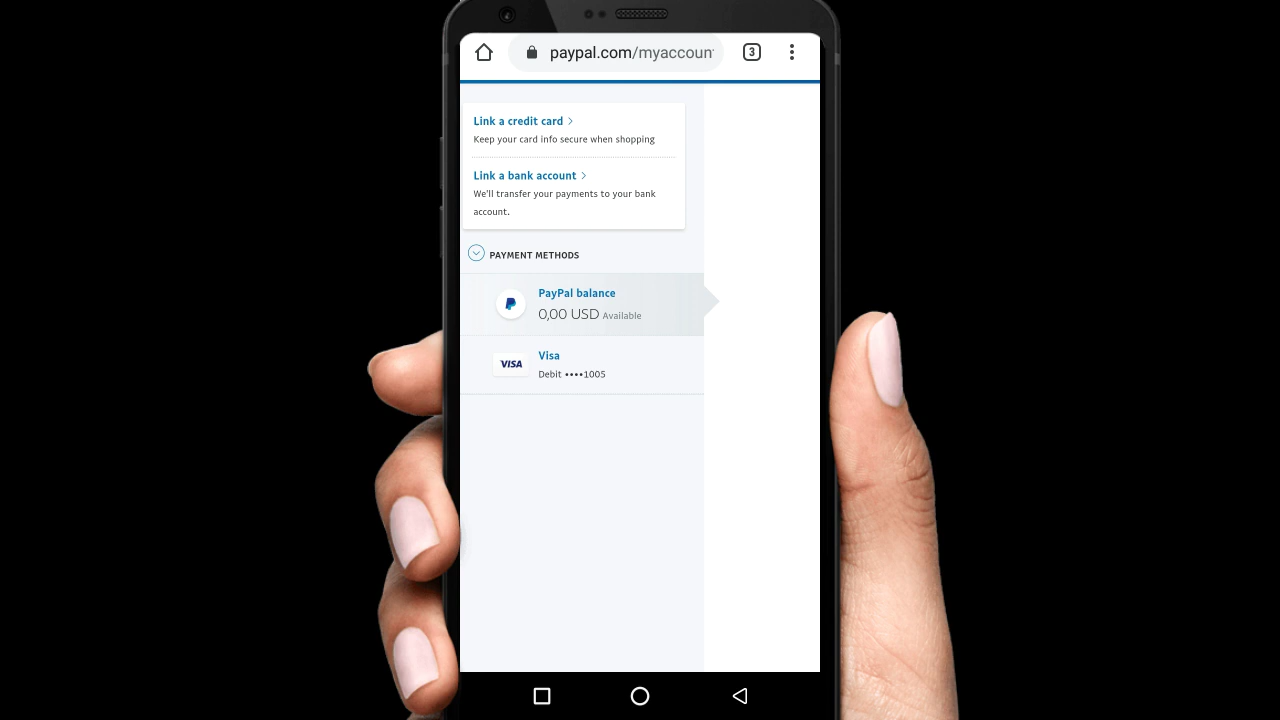 paypal.com/myaccoun
3
Link a credit card
Keep your card info secure when shopping
Link a bank account
We'll transfer your payments to your bank
account.
PAYMENT METHODS
PayPal balance
0,00 USD Available
VISA
Visa
Debit ••••1005